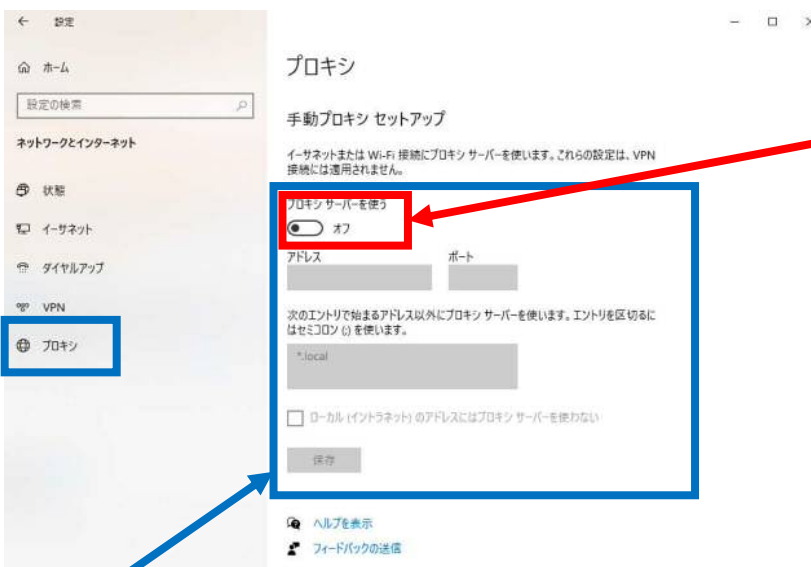 設定
ホーム
設定の検索
ネットワークとインターネット
状態
イーサネット
ダイヤルアップ
VPN
プロキシ
プロキシ
手動プロキシ セットアップ
イーサネットまたは Wi-Fi 接続にプロキシ サーバーを使います。これらの設定は、VPN
接続には適用されません。
プロキシ サーバーを使う
オフ
アドレス
ポート
次のエントリで始まるアドレス以外にプロキシ サーバーを使います。エントリを区切るに
はセミコロン (;) を使います。
*.local
ローカル (イントラネット) のアドレスにはプロキシ サーバーを使わない
保存
ヘルプを表示
フィードバックの送信